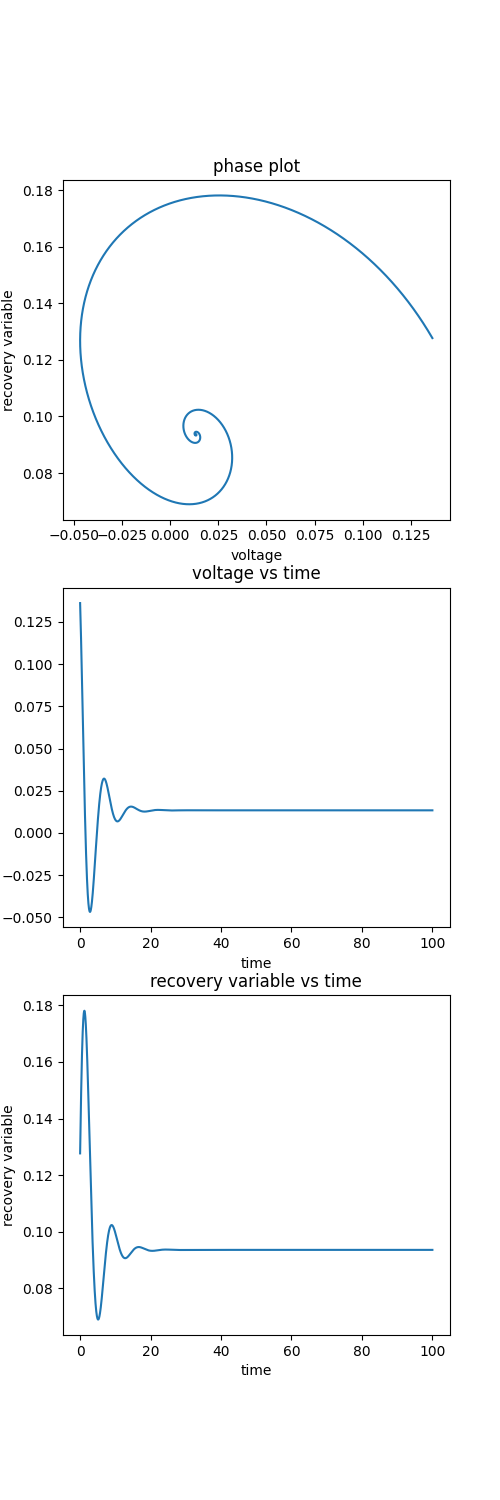 phase plot
0.18
0.16
0.14
0.12
0.10
0.08
recovery variable
−0.050 −0.025 0.000 0.025 0.050 0.075 0.100 0.125
voltage
voltage vs time
0.125
0.100
0.075
0.050
0.025
0.000
−0.025
−0.050
0 20 40 60 80 100
time
recovery variable vs time
0.18
0.16
0.14
0.12
0.10
0.08
recovery variable
0 20 40 60 80 100
time